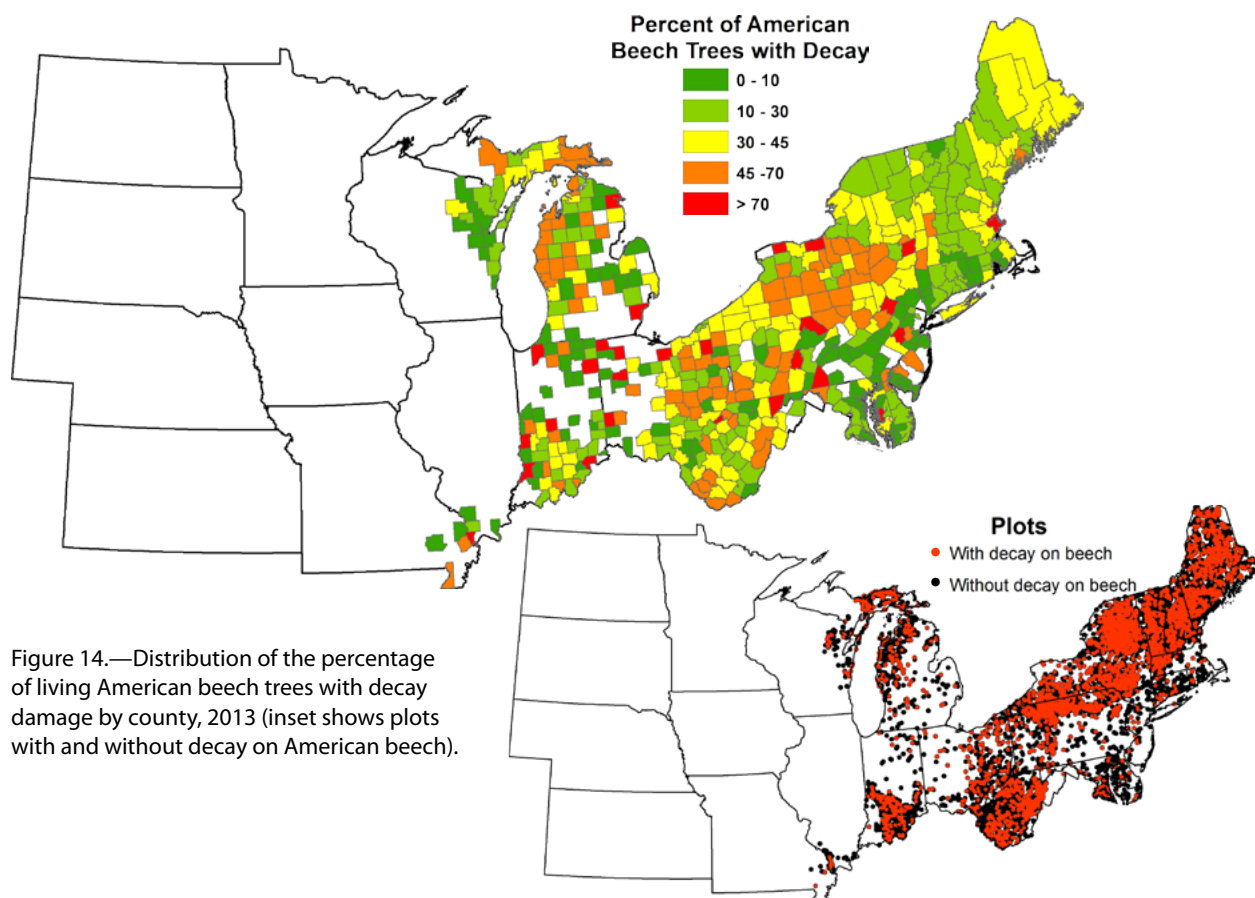 Percent of American
Beech Trees with Decay
0 - 10
10 - 30
30 - 45
45 -70
> 70
Plots
With decay on beech
Without decay on beech
Figure 14.—Distribution of the percentage
of living American beech trees with decay
damage by county, 2013 (inset shows plots
with and without decay on American beech).